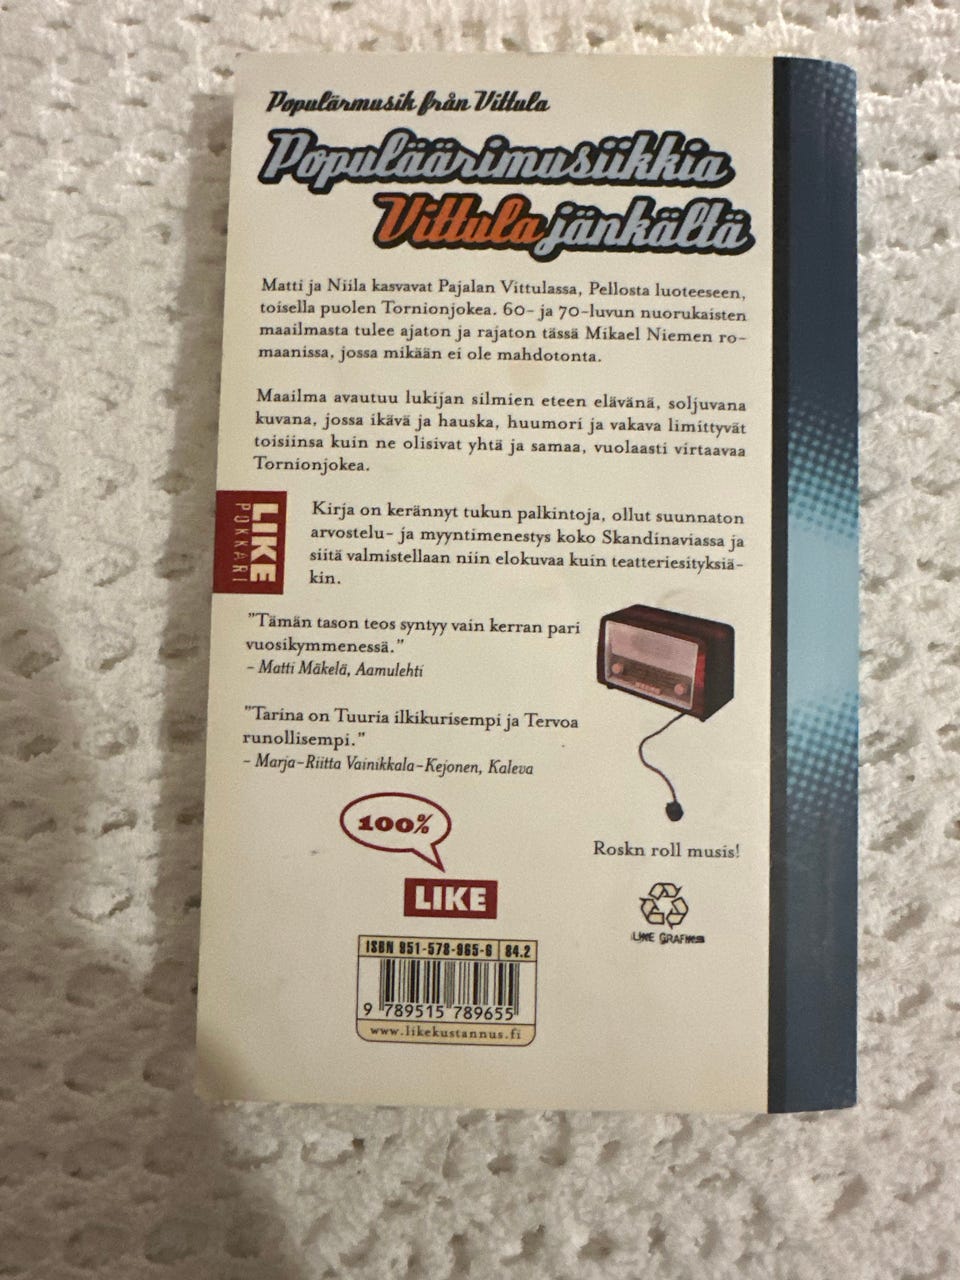 Populärmusik från Vittula
Populäärimusiikkia
Vittulajänkältä
Matti ja Niila kasvavat Pajalan Vittulassa, Pellosta luoteeseen,
toisella puolen Tornionjokea. 60- ja 70-luvun nuorukaisten
maailmasta tulee ajaton ja rajaton tässä Mikael Niemen ro-
maanissa, jossa mikään ei ole mahdotonta.
Maailma avautuu lukijan silmien eteen elävänä, soljuvana
kuvana, jossa ikävä ja hauska, huumori ja vakava limittyvät
toisiinsa kuin ne olisivat yhtä ja samaa, vuolaasti virtaavaa
Tornionjokea.
LIKE
POKKARI
Kirja on kerännyt tukun palkintoja, ollut suunnaton
arvostelu- ja myyntimenestys koko Skandinaviassa ja
siitä valmistellaan niin elokuvaa kuin teatteriesityksiä-
kin.
"Tämän tason teos syntyy vain kerran pari
vuosikymmenessä."
– Matti Mäkelä, Aamulehti
"Tarina on Tuuria ilkikurisempi ja Tervoa
runollisempi."
– Marja-Riitta Vainikkala-Kejonen, Kaleva
100%
LIKE
Roskn roll musis!
LIKE GRAFIKS
ISBN 951-578-965-6 84.2
9 789515 789655
www.likekustannus.fi